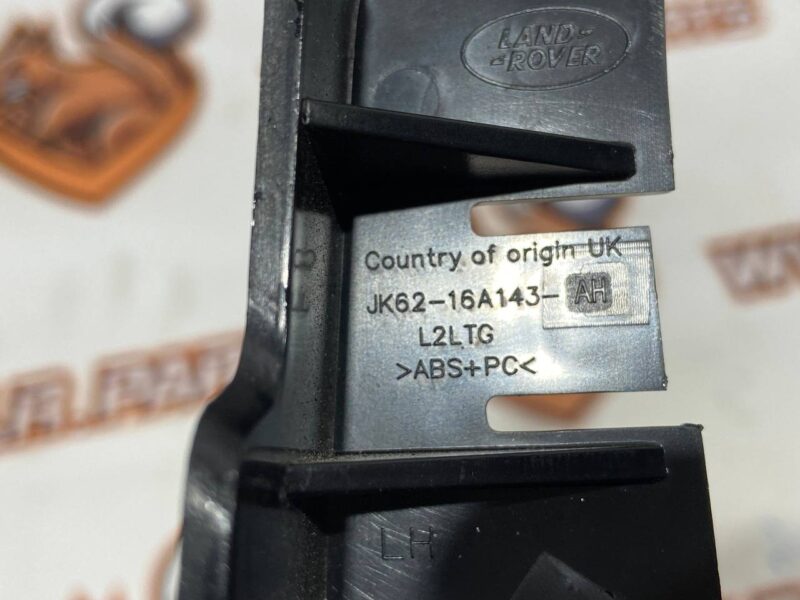 LAND-
-ROVER
Country of origin UK
JK62-16A143-AH
L2LTG
>ABS+PC<
LH